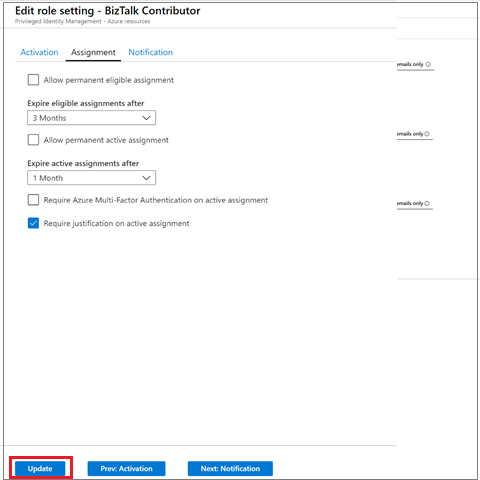 Edit role setting - BizTalk Contributor
Privileged Identity Management - Azure resources
Activation Assignment Notification
emails only
Allow permanent eligible assignment
Expire eligible assignments after
3 Months
emails only
Allow permanent active assignment
Expire active assignments after
1 Month
Require Azure Multi-Factor Authentication on active assignment
emails only
Require justification on active assignment
Update Prev: Activation Next: Notification